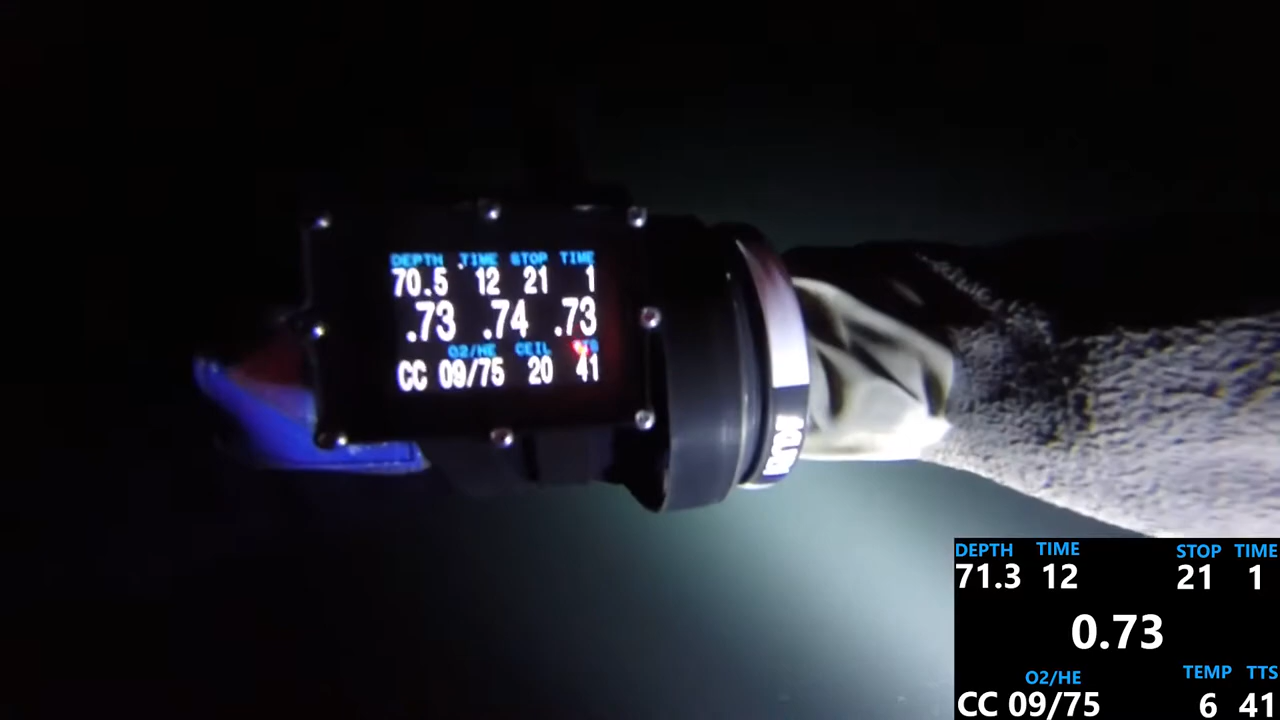 DEPTH TIME STOP TIME
70.5 12 21 1
.73 .74 .73
O2/HE CEIL TTS
CC 09/75 20 41
DEPTH TIME STOP TIME
71.3 12 21 1
0.73
O2/HE TEMP TTS
CC 09/75 6 41